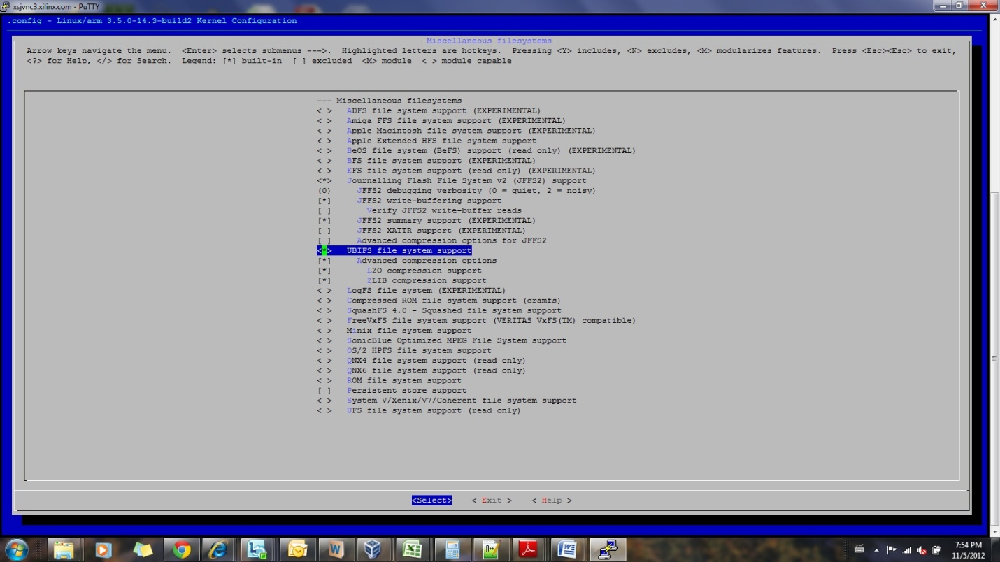 xsjvnc3.xilinx.com - PuTTY
.config - Linux/arm 3.5.0-14.3-build2 Kernel Configuration
Miscellaneous filesystems
Arrow keys navigate the menu.  <Enter> selects submenus --->.  Highlighted letters are hotkeys.  Pressing <Y> includes, <N> excludes, <M> modularizes features.  Press <Esc><Esc> to exit,
<?> for Help, </> for Search.  Legend: [*] built-in  [ ] excluded  <M> module  < > module capable
--- Miscellaneous filesystems
< >   ADFS file system support (EXPERIMENTAL)
< >   Amiga FFS file system support (EXPERIMENTAL)
< >   Apple Macintosh file system support (EXPERIMENTAL)
< >   Apple Extended HFS file system support
< >   BeOS file system (BeFS) support (read only) (EXPERIMENTAL)
< >   BFS file system support (EXPERIMENTAL)
< >   EFS file system support (read only) (EXPERIMENTAL)
<*>   Journalling Flash File System v2 (JFFS2) support
(0)     JFFS2 debugging verbosity (0 = quiet, 2 = noisy)
[*]     JFFS2 write-buffering support
[ ]       Verify JFFS2 write-buffer reads
[*]     JFFS2 summary support (EXPERIMENTAL)
[ ]     JFFS2 XATTR support (EXPERIMENTAL)
[ ]     Advanced compression options for JFFS2
<*>   UBIFS file system support
[*]     Advanced compression options
[*]       LZO compression support
[*]       ZLIB compression support
< >   LogFS file system (EXPERIMENTAL)
< >   Compressed ROM file system support (cramfs)
< >   SquashFS 4.0 - Squashed file system support
< >   FreeVxFS file system support (VERITAS VxFS(TM) compatible)
< >   Minix file system support
< >   SonicBlue Optimized MPEG File System support
< >   OS/2 HPFS file system support
< >   QNX4 file system support (read only)
< >   QNX6 file system support (read only)
< >   ROM file system support
[ ]   Persistent store support
< >   System V/Xenix/V7/Coherent file system support
< >   UFS file system support (read only)
<Select>    < Exit >    < Help >
7:54 PM
11/5/2012